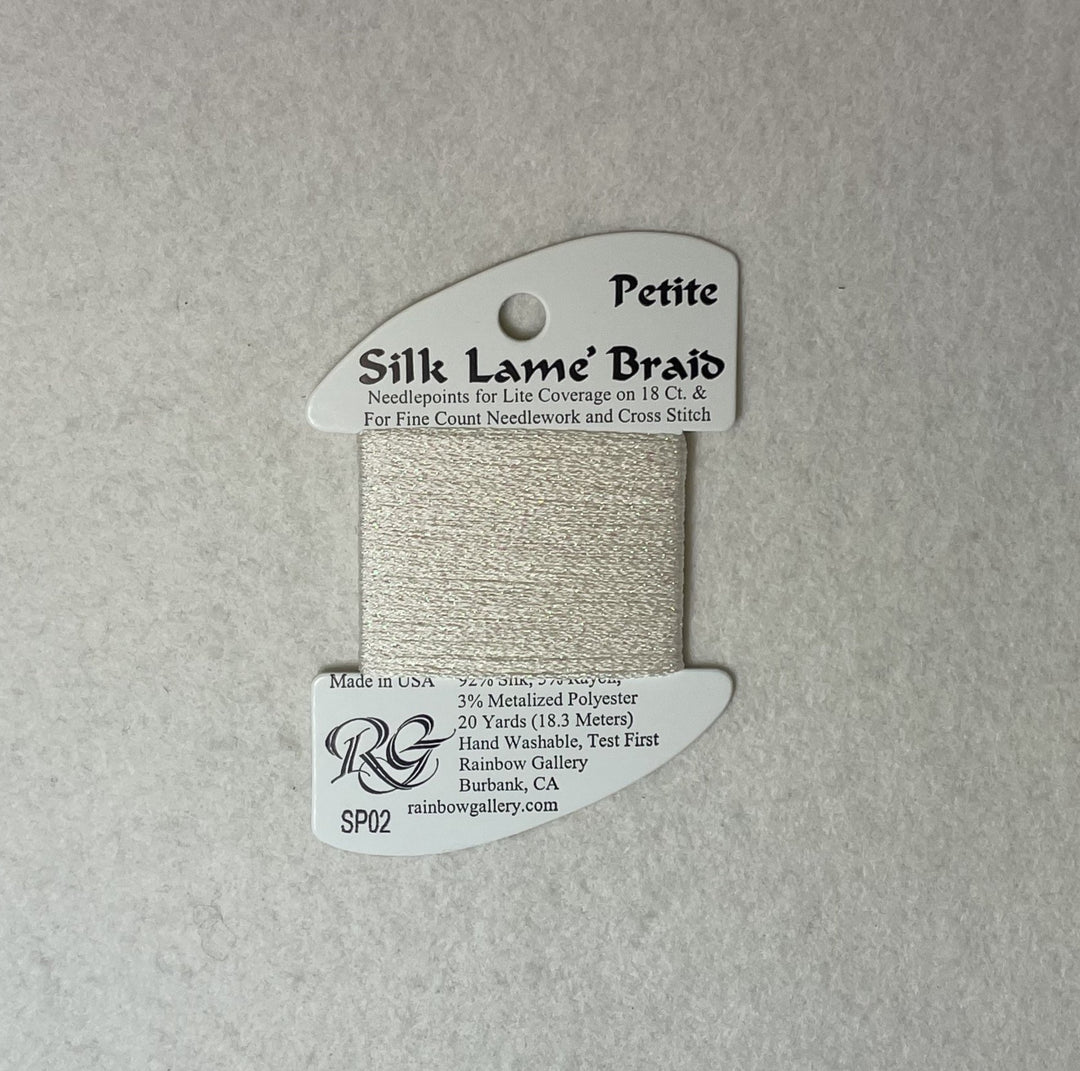 Petite
Silk Lame' Braid
Needlepoints for Lite Coverage on 18 Ct. &
For Fine Count Needlework and Cross Stitch
Made in USA
92% Silk, 5% Rayon,
3% Metalized Polyester
20 Yards (18.3 Meters)
RG
Hand Washable, Test First
Rainbow Gallery
Burbank, CA
rainbowgallery.com
SP02